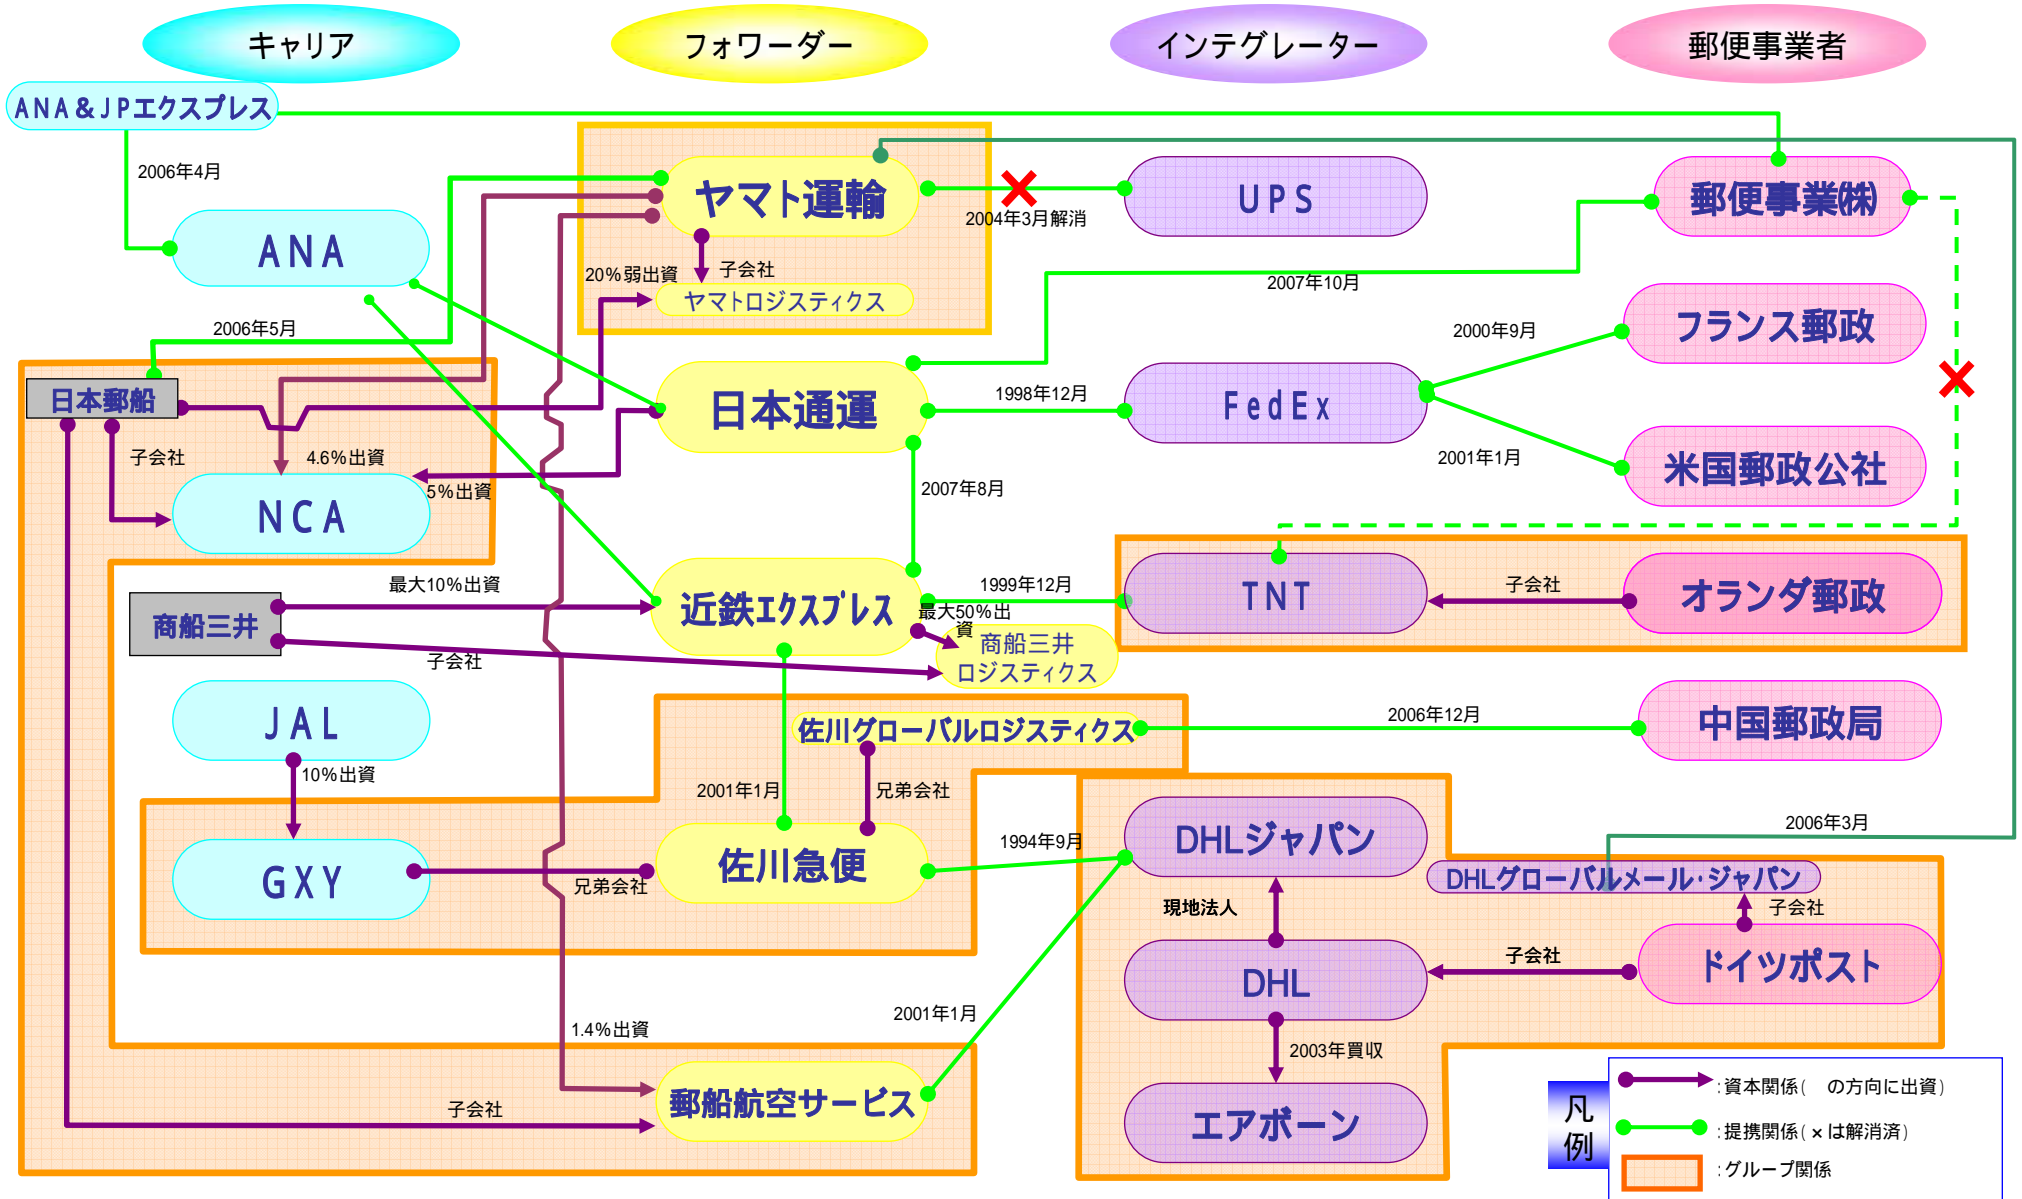 キャリア
フォワーダー
インテグレーター
郵便事業者
ANA&JPエクスプレス
2006年4月
ヤマト運輸
UPS
郵便事業㈱
2004年3月解消
ANA
20%弱出資
子会社
ヤマトロジスティクス
2007年10月
2006年5月
フランス郵政
2000年9月
日本郵船
日本通運
1998年12月
FedEx
子会社
4.6%出資
5%出資
2001年1月
米国郵政公社
NCA
2007年8月
最大10%出資
1999年12月
TNT
子会社
オランダ郵政
商船三井
近鉄エクスプレス
最大50%出
資
商船三井
ロジスティクス
子会社
JAL
佐川グローバルロジスティクス
2006年12月
中国郵政局
10%出資
2001年1月
兄弟会社
DHLジャパン
2006年3月
1994年9月
GXY
佐川急便
兄弟会社
DHLグローバルメール・ジャパン
現地法人
子会社
DHL
子会社
ドイツポスト
2001年1月
1.4%出資
2003年買収
郵船航空サービス
子会社
エアボーン
凡
例
:資本関係( の方向に出資)
:提携関係(×は解消済)
:グループ関係